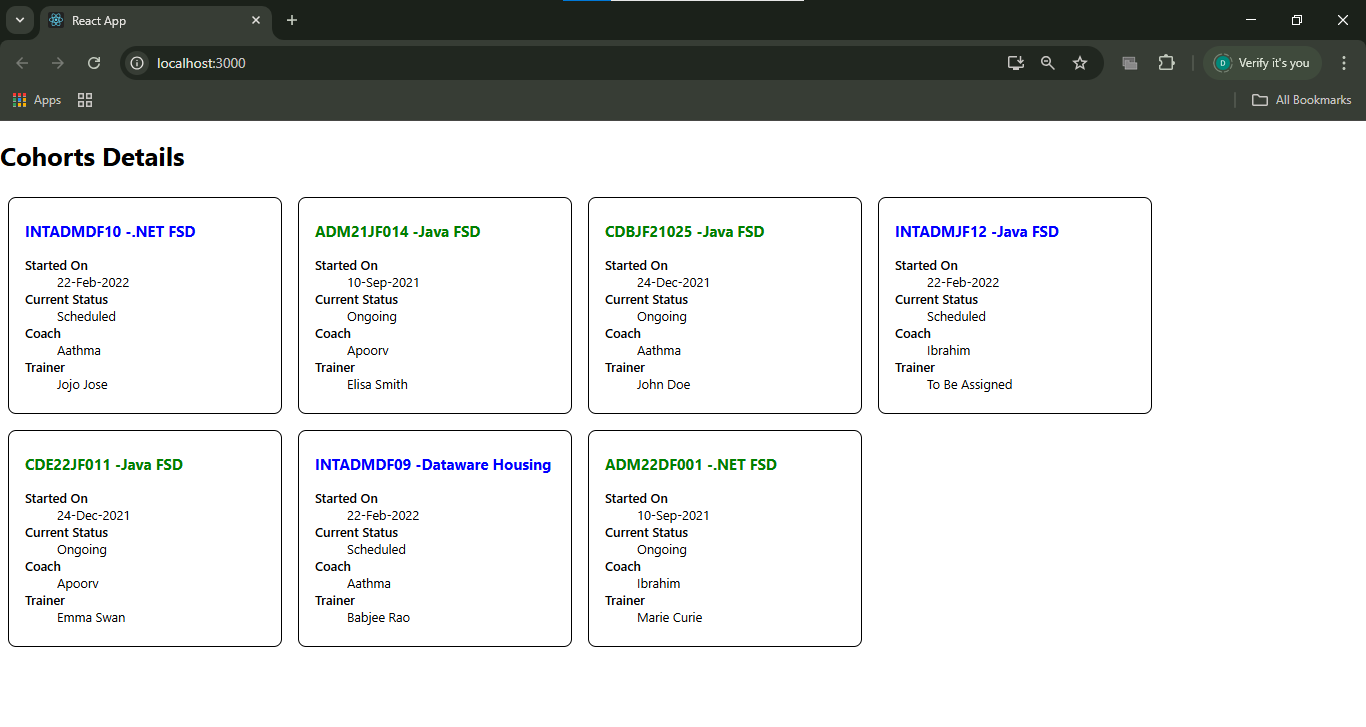 React App
localhost:3000
D
Verify it's you
Apps
All Bookmarks
Cohorts Details
INTADMDF10 -.NET FSD
Started On
22-Feb-2022
Current Status
Scheduled
Coach
Aathma
Trainer
Jojo Jose
ADM21JF014 -Java FSD
Started On
10-Sep-2021
Current Status
Ongoing
Coach
Apoorv
Trainer
Elisa Smith
CDBJF21025 -Java FSD
Started On
24-Dec-2021
Current Status
Ongoing
Coach
Aathma
Trainer
John Doe
INTADMJF12 -Java FSD
Started On
22-Feb-2022
Current Status
Scheduled
Coach
Ibrahim
Trainer
To Be Assigned
CDE22JF011 -Java FSD
Started On
24-Dec-2021
Current Status
Ongoing
Coach
Apoorv
Trainer
Emma Swan
INTADMDF09 -Dataware Housing
Started On
22-Feb-2022
Current Status
Scheduled
Coach
Aathma
Trainer
Babjee Rao
ADM22DF001 -.NET FSD
Started On
10-Sep-2021
Current Status
Ongoing
Coach
Ibrahim
Trainer
Marie Curie